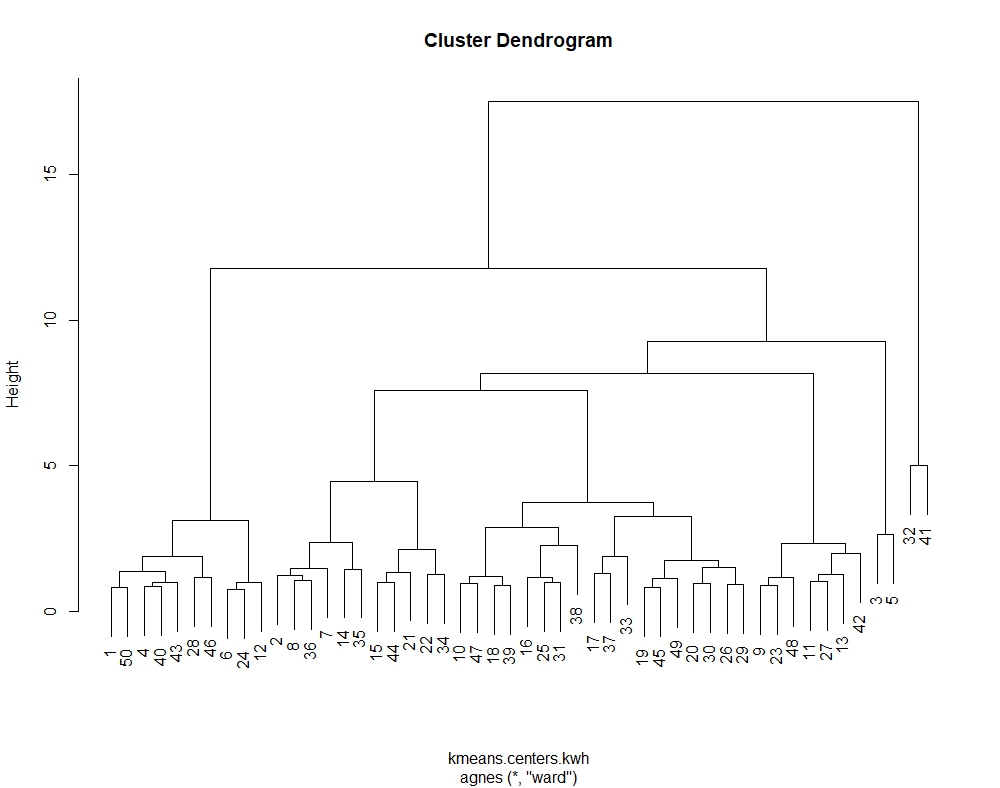 Cluster Dendrogram
Height
15
10
5
0
1 50 4 40 43 28 46 6 24 12 2 8 36 7 14 35 15 44 21 22 34 10 47 18 39 16 25 31 38 17 37 33 19 45 49 20 30 26 29 9 23 48 11 27 13 42 3 5 32 41
kmeans.centers.kwh
agnes (*, "ward")